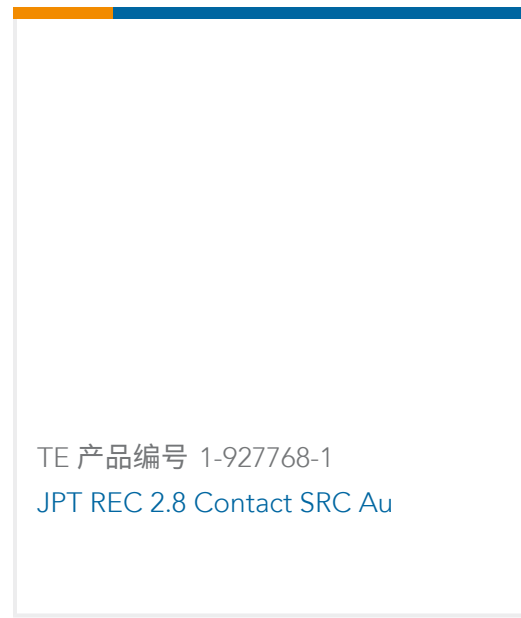 TE 产品编号 1-927768-1
JPT REC 2.8 Contact SRC Au